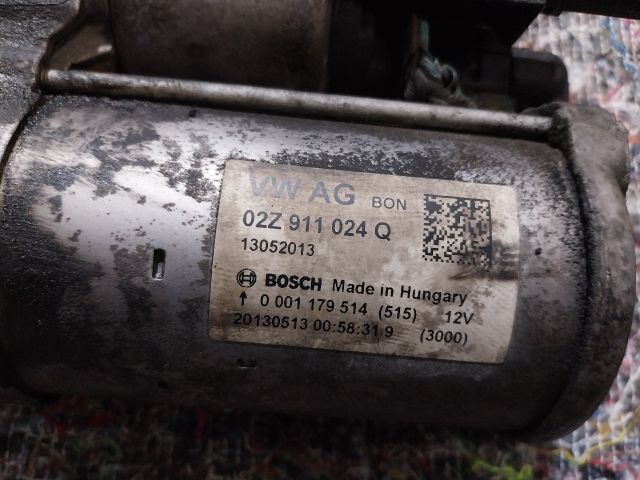 VW AG BON
02Z 911 024 Q
13052013
BOSCH Made in Hungary
↑ 0 001 179 514 (515) 12V
20130513 00:58:31 9 (3000)